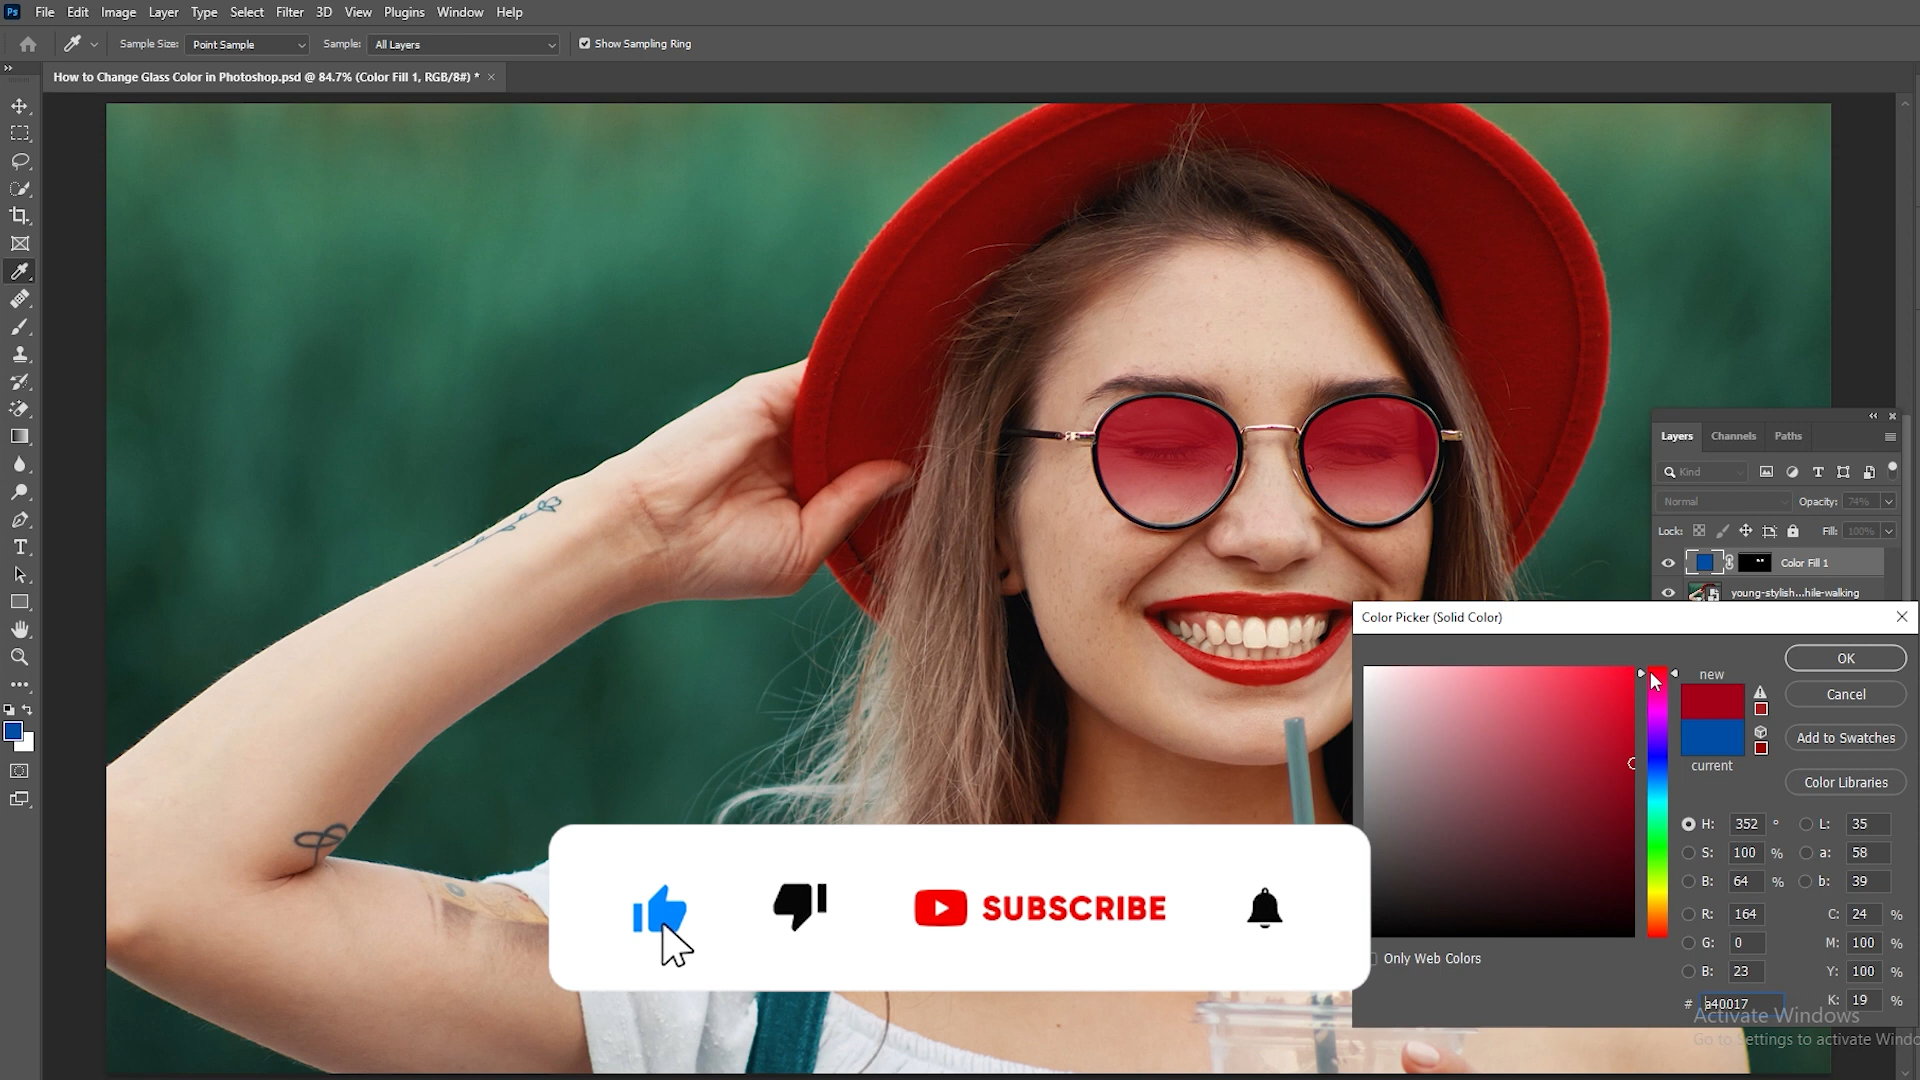 Ps File Edit Image Layer Type Select Filter 3D View Plugins Window Help
Sample Size: Point Sample Sample: All Layers Show Sampling Ring
How to Change Glass Color in Photoshop.psd @ 84.7% (Color Fill 1, RGB/8#) *
Layers Channels Paths
Kind
Normal Opacity: 74%
Lock: Fill: 100%
Color Fill 1
young-stylish...hile-walking
Color Picker (Solid Color)
OK
new
Cancel
Add to Swatches
current
Color Libraries
H: 352 ° L: 35
S: 100 % a: 58
B: 64 % b: 39
R: 164 C: 24 %
G: 0 M: 100 %
B: 23 Y: 100 %
# a40017 K: 19 %
Only Web Colors
SUBSCRIBE
Activate Windows
Go to Settings to activate Windo